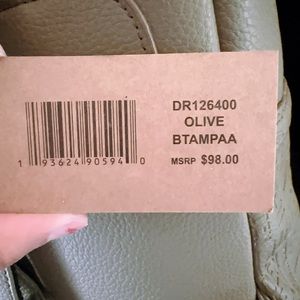 DR126400
OLIVE
BTAMPAA
MSRP $98.00
1 93624 90594 0